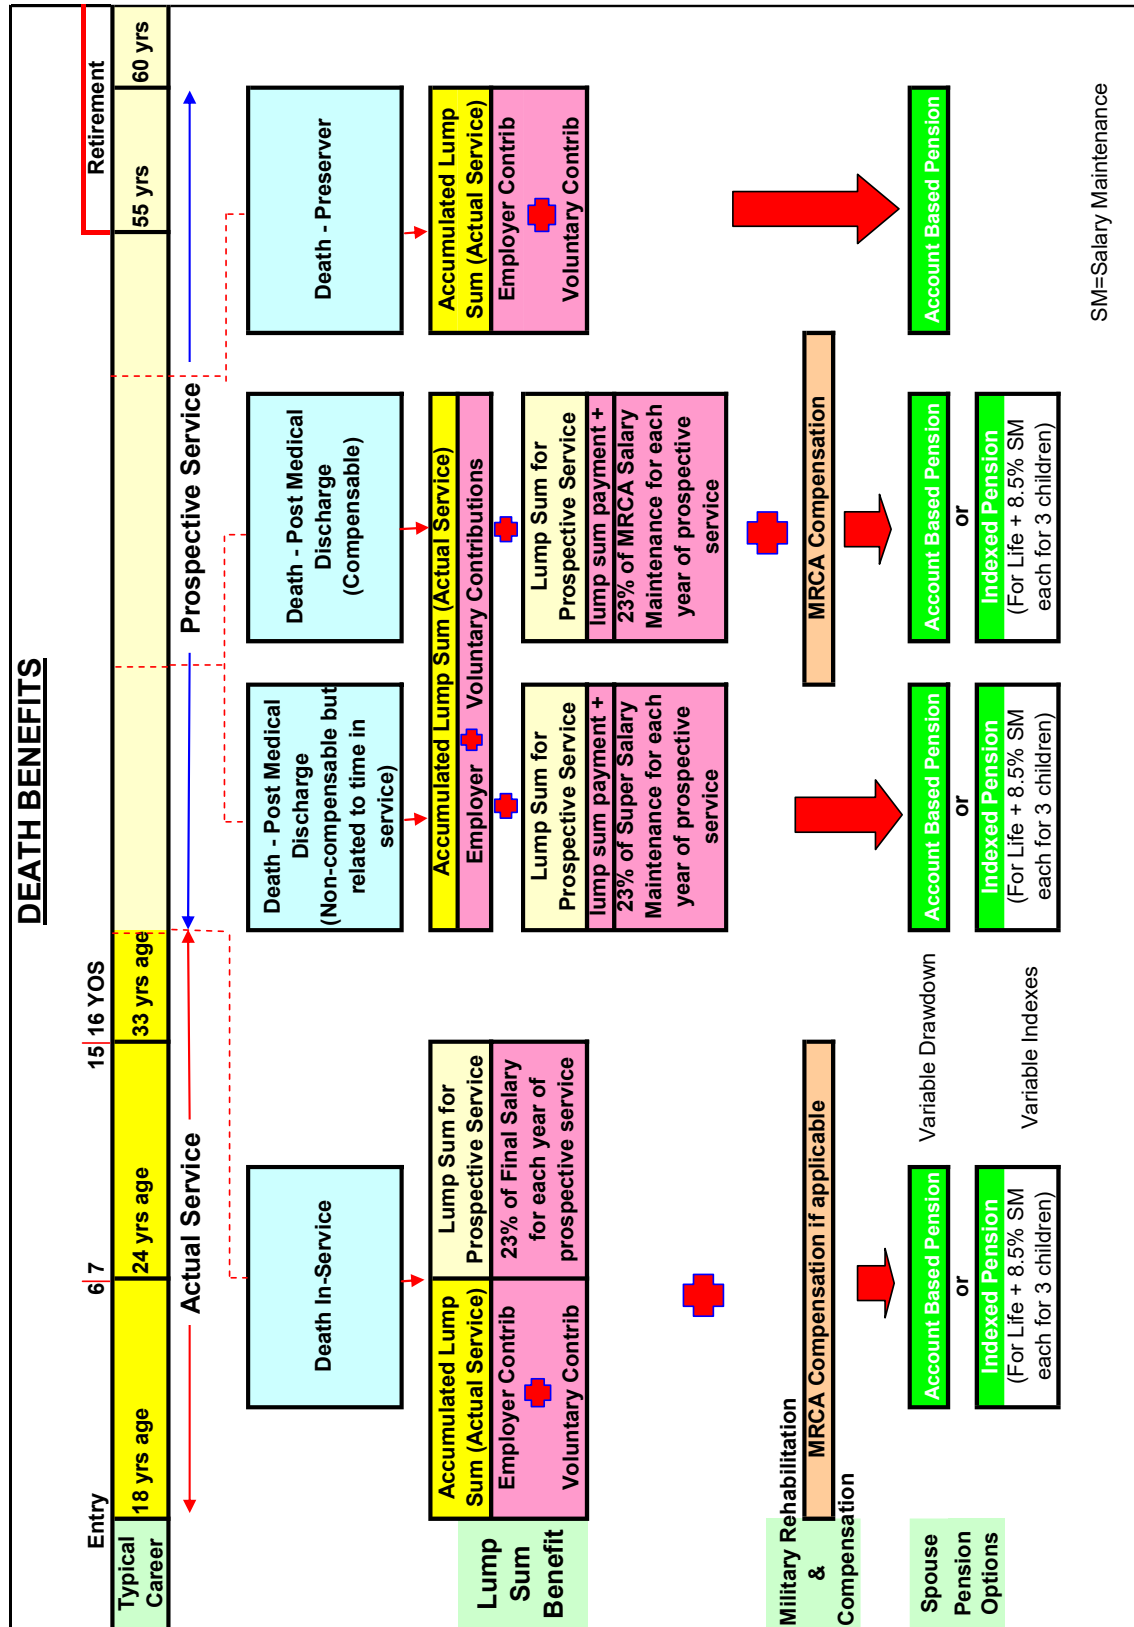 DEATH BENEFITS
Entry
6
7
15
16 YOS
Retirement
Typical
Career
18 yrs age
24 yrs age
33 yrs age
55 yrs
60 yrs
Actual Service
Prospective Service
Death In-Service
Death - Post Medical
Discharge
(Non-compensable but
related to time in
service)
Death - Post Medical
Discharge
(Compensable)
Death - Preserver
Lump
Sum
Benefit
Accumulated Lump
Sum (Actual Service)
Employer Contrib
Voluntary Contrib
Lump Sum for
Prospective Service
23% of Final Salary
for each year of
prospective service
Accumulated Lump Sum (Actual Service)
Employer
Voluntary Contributions
Lump Sum for
Prospective Service
lump sum payment +
23% of Super Salary
Maintenance for each
year of prospective
service
Lump Sum for
Prospective Service
lump sum payment +
23% of MRCA Salary
Maintenance for each
year of prospective
service
Accumulated Lump
Sum (Actual Service)
Employer Contrib
Voluntary Contrib
Military Rehabilitation
&
Compensation
MRCA Compensation if applicable
MRCA Compensation
Spouse
Pension
Options
Account Based Pension
or
Indexed Pension
(For Life + 8.5% SM
each for 3 children)
Variable Drawdown
Variable Indexes
Account Based Pension
or
Indexed Pension
(For Life + 8.5% SM
each for 3 children)
Account Based Pension
or
Indexed Pension
(For Life + 8.5% SM
each for 3 children)
Account Based Pension
SM=Salary Maintenance